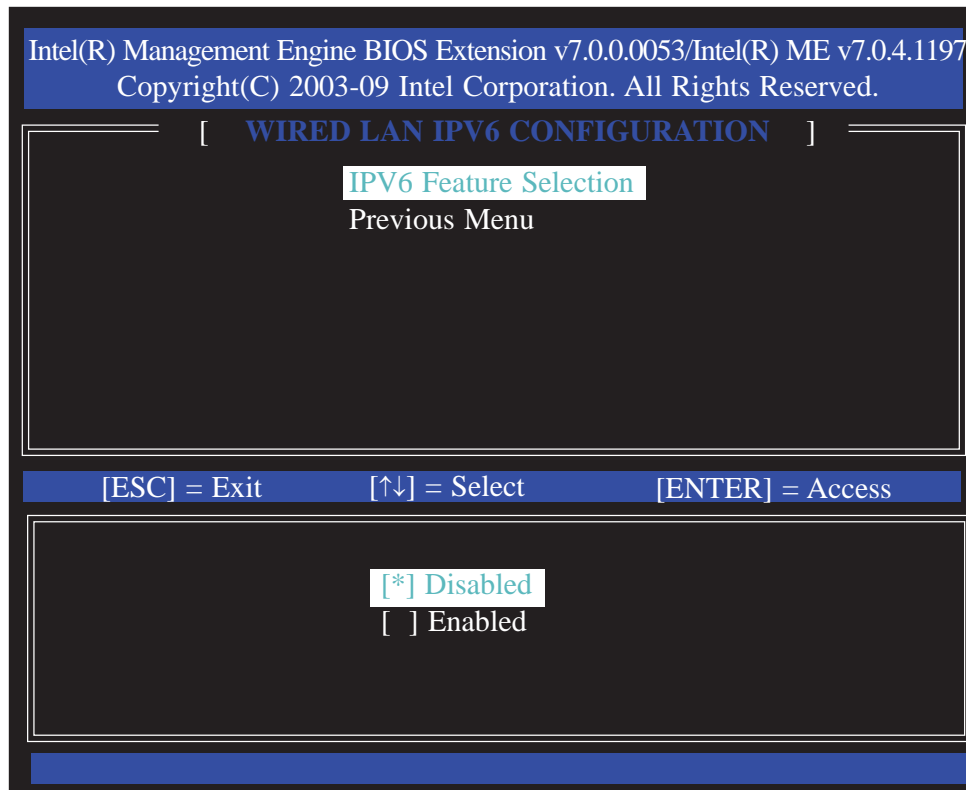 Intel(R) Management Engine BIOS Extension v7.0.0.0053/Intel(R) ME v7.0.4.1197
Copyright(C) 2003-09 Intel Corporation. All Rights Reserved.
[ WIRED LAN IPV6 CONFIGURATION ]
IPV6 Feature Selection
Previous Menu
[ESC] = Exit [↑↓] = Select [ENTER] = Access
[*] Disabled
[ ] Enabled